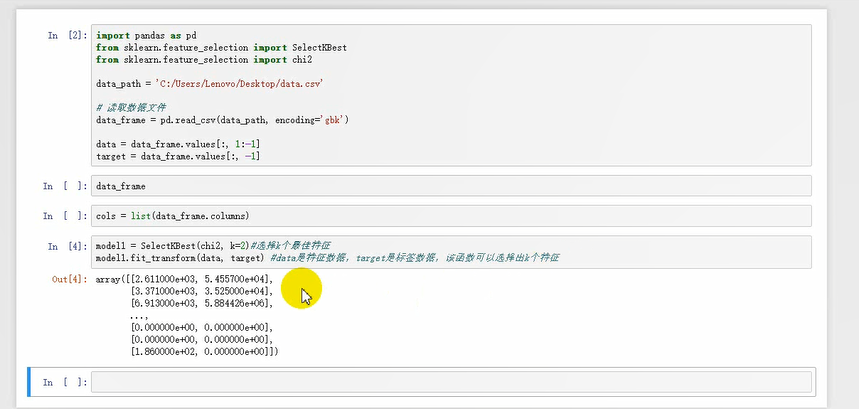 In [2]:
import pandas as pd
from sklearn.feature_selection import SelectKBest
from sklearn.feature_selection import chi2
data_path = 'C:/Users/Lenovo/Desktop/data.csv'
# 读取数据文件
data_frame = pd.read_csv(data_path, encoding='gbk')
data = data_frame.values[:, 1:-1]
target = data_frame.values[:, -1]
In [ ]: data_frame
In [ ]: cols = list(data_frame.columns)
In [4]: model1 = SelectKBest(chi2, k=2)#选择k个最佳特征
model1.fit_transform(data, target) #data是特征数据，target是标签数据，该函数可以选择出k个特征
Out[4]: array([[2.611000e+03, 5.455700e+04],
[3.371000e+03, 3.525000e+04],
[6.913000e+03, 5.884426e+06],
...,
[0.000000e+00, 0.000000e+00],
[0.000000e+00, 0.000000e+00],
[1.860000e+02, 0.000000e+00]])
In [ ]: